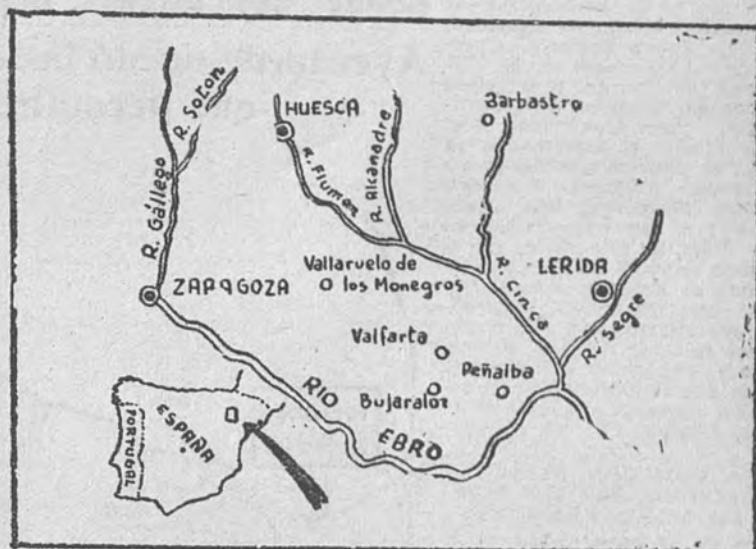 R. Soton
HUESCA
Barbastro
R. Gállego
R. Flumen
R. Alcanadre
ZARAGOZA
Vallaruelo de
los Monegros
R. Cinca
LERIDA
R. Segre
Valfarta
Peñalba
Bujaraloz
RIO
EBRO
ESPAÑA
PORTUGAL